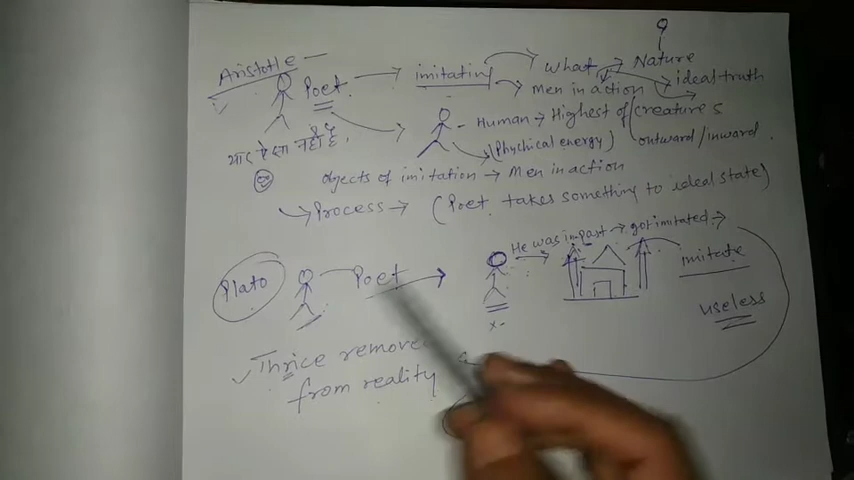 Aristotle —
Poet. → imitating → what → Nature
Men in action ideal truth
- Human → Highest of creatures
यार ऐसा नहीं है. (Phychical energy) outward/inward.
objects of imitation → Men in action
→ Process → (Poet takes something to ideal state)
He was in past → got imitated →
Plato Poet → imitate
useless
✓ Thrice remove
from reality